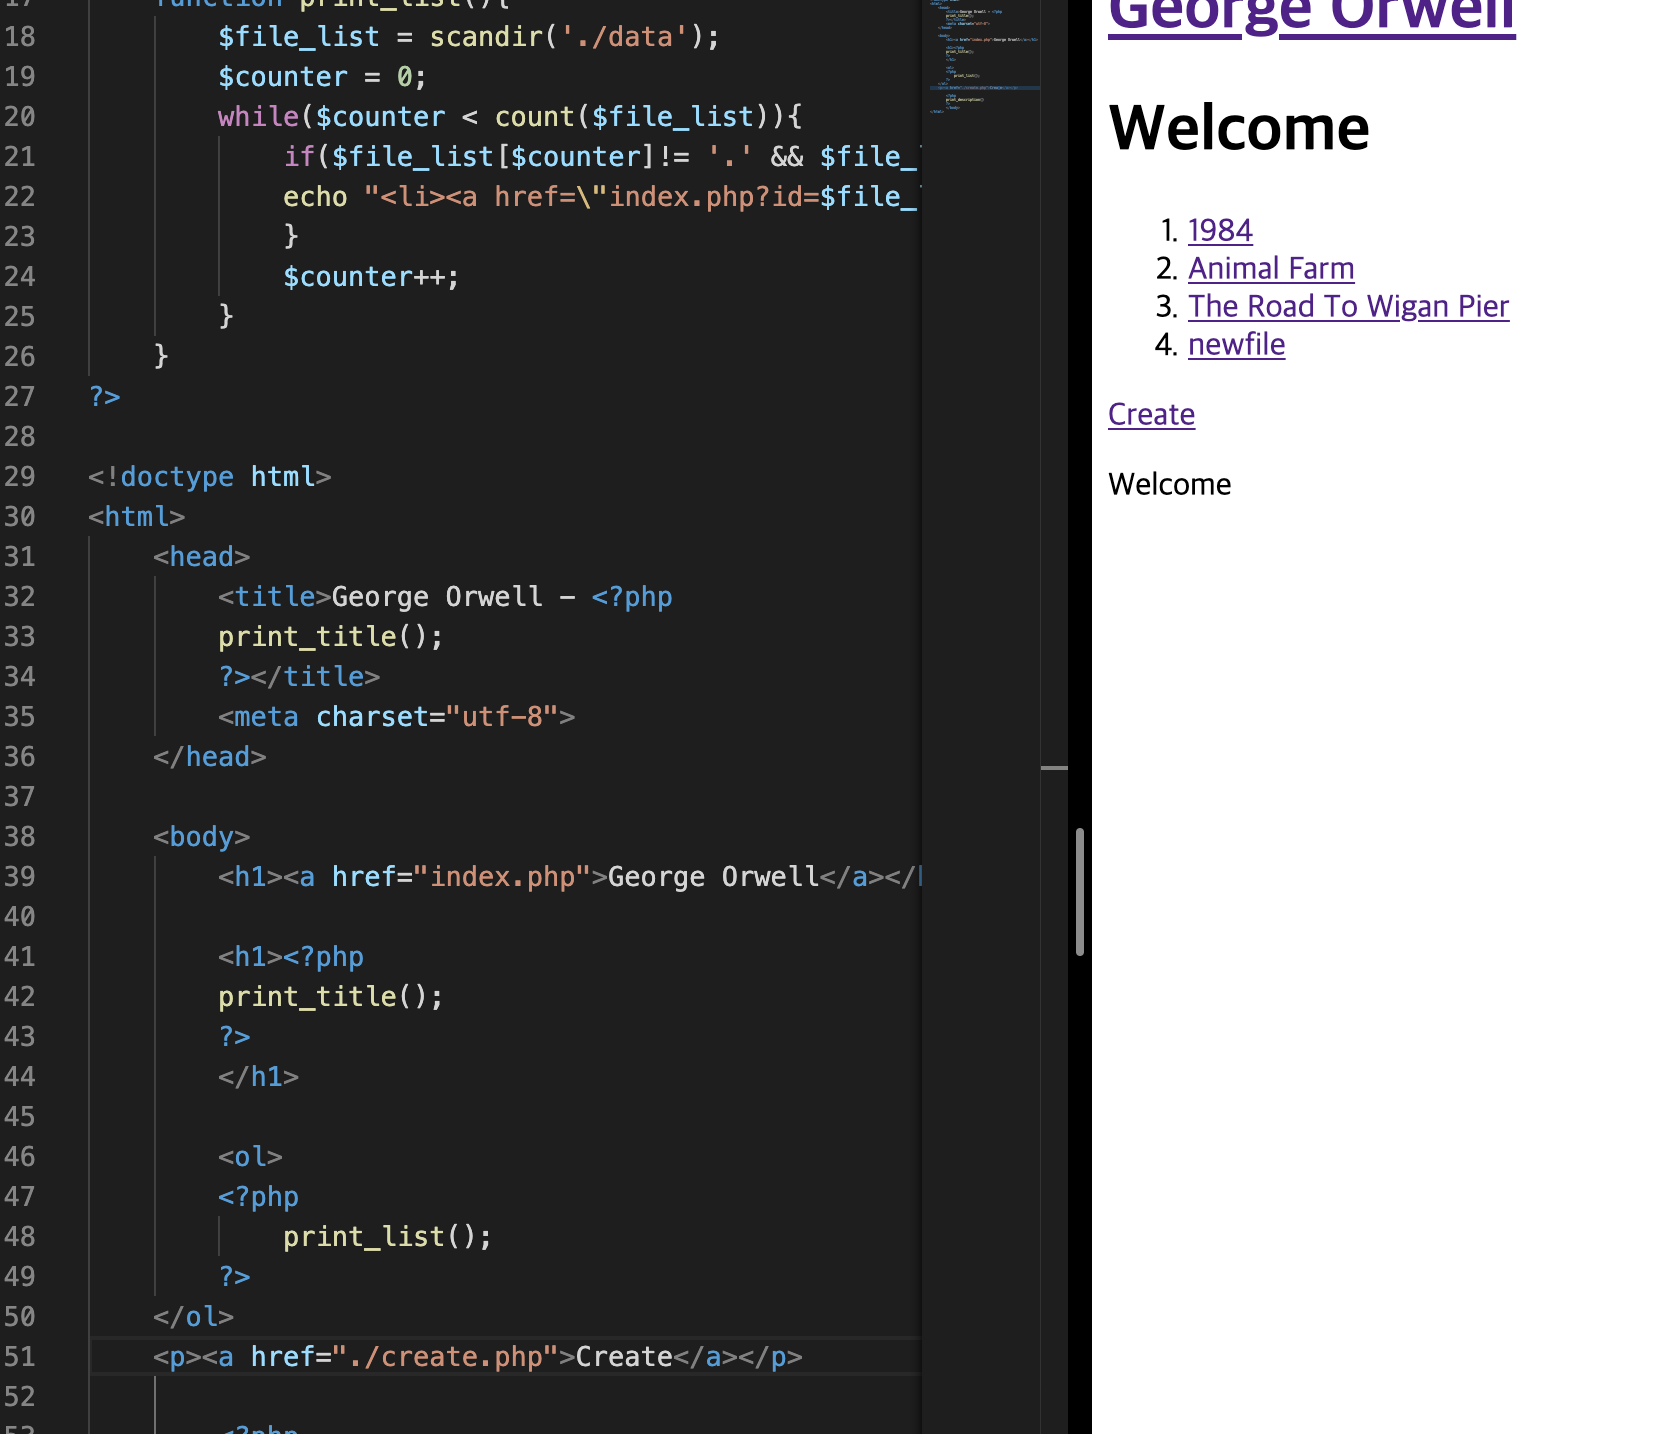 17 function print_list(){
18 $file_list = scandir('./data');
19 $counter = 0;
20 while($counter < count($file_list)){
21 if($file_list[$counter]!= '.' && $file_
22 echo "<li><a href=\"index.php?id=$file_
23 }
24 $counter++;
25 }
26 }
27 ?>
28
29 <!doctype html>
30 <html>
31 <head>
32 <title>George Orwell - <?php
33 print_title();
34 ?></title>
35 <meta charset="utf-8">
36 </head>
37
38 <body>
39 <h1><a href="index.php">George Orwell</a></h
40
41 <h1><?php
42 print_title();
43 ?>
44 </h1>
45
46 <ol>
47 <?php
48 print_list();
49 ?>
50 </ol>
51 <p><a href="./create.php">Create</a></p>
52
53 <?php
George Orwell
Welcome
1. 1984
2. Animal Farm
3. The Road To Wigan Pier
4. newfile
Create
Welcome